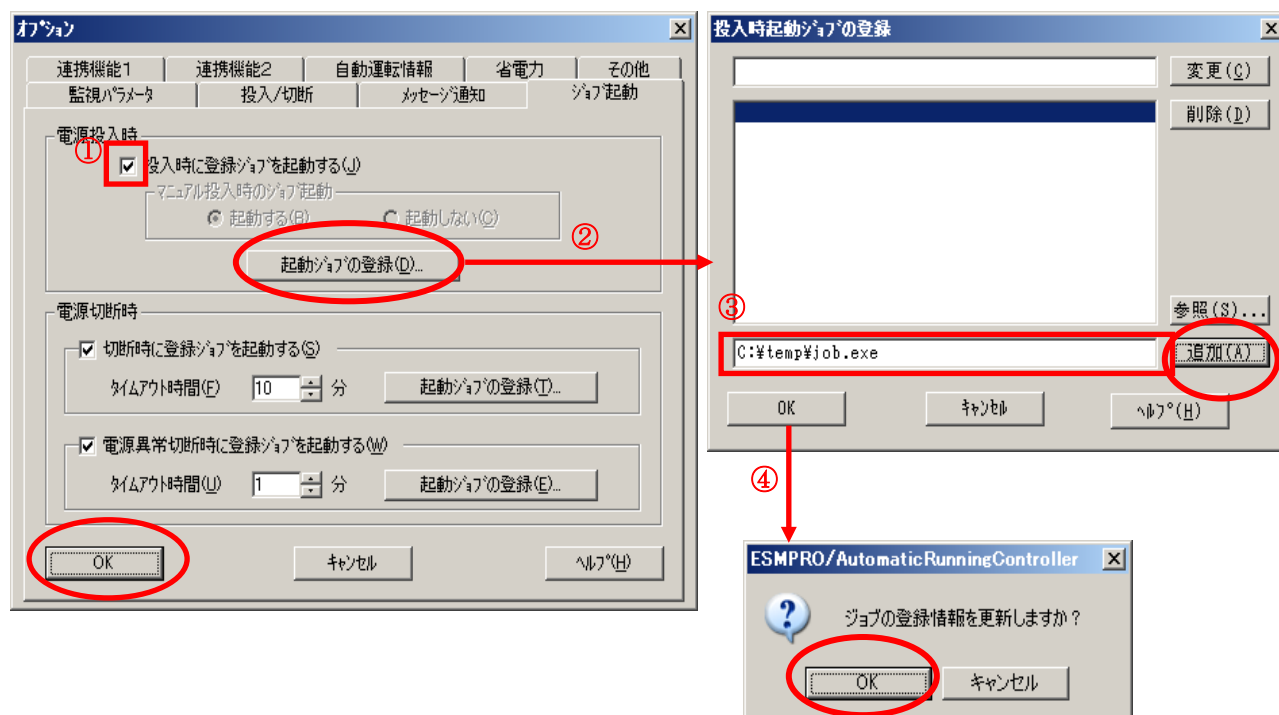 オプション
連携機能1 連携機能2 自動運転情報 省電力 その他
監視パラメータ 投入/切断 メッセージ通知 ジョブ起動
電源投入時
①
投入時に登録ジョブを起動する(J)
マニュアル投入時のジョブ起動
起動する(R) 起動しない(C)
起動ジョブの登録(D)...
②
電源切断時
切断時に登録ジョブを起動する(S)
タイムアウト時間(F) 10 分 起動ジョブの登録(T)...
電源異常切断時に登録ジョブを起動する(W)
タイムアウト時間(U) 1 分 起動ジョブの登録(E)...
OK キャンセル ヘルプ(H)
投入時起動ジョブの登録
変更(C)
削除(D)
参照(S)...
③
C:¥temp¥job.exe 追加(A)
OK キャンセル ヘルプ(H)
④
ESMPRO/AutomaticRunningController
ジョブの登録情報を更新しますか？
OK キャンセル